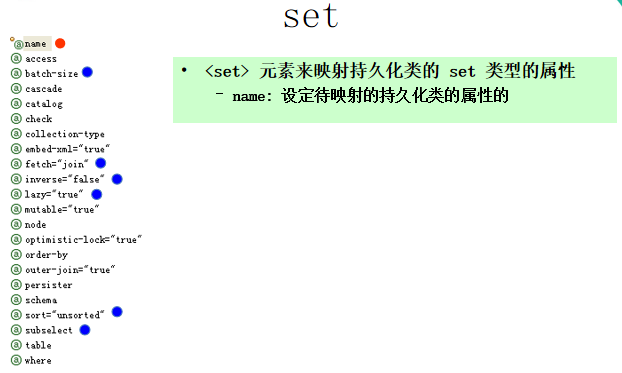 set
name
access
batch-size
cascade
catalog
check
collection-type
embed-xml="true"
fetch="join"
inverse="false"
lazy="true"
mutable="true"
node
optimistic-lock="true"
order-by
outer-join="true"
persister
schema
sort="unsorted"
subselect
table
where
• <set> 元素来映射持久化类的 set 类型的属性
– name: 设定待映射的持久化类的属性的